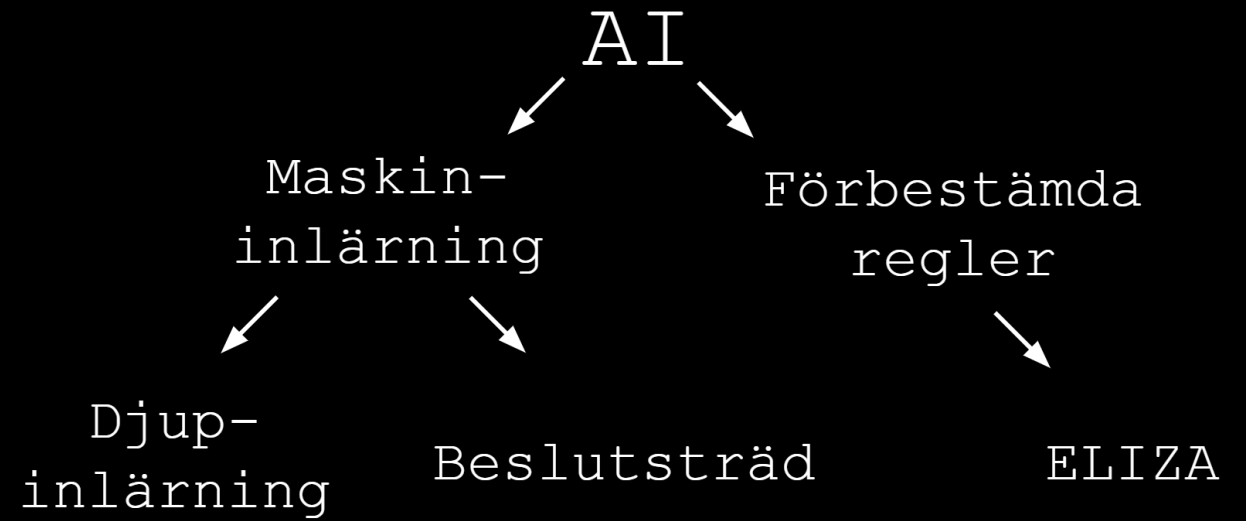 AI
Maskin-
inlärning
Förbestämda
regler
Djup-
inlärning
Beslutsträd
ELIZA